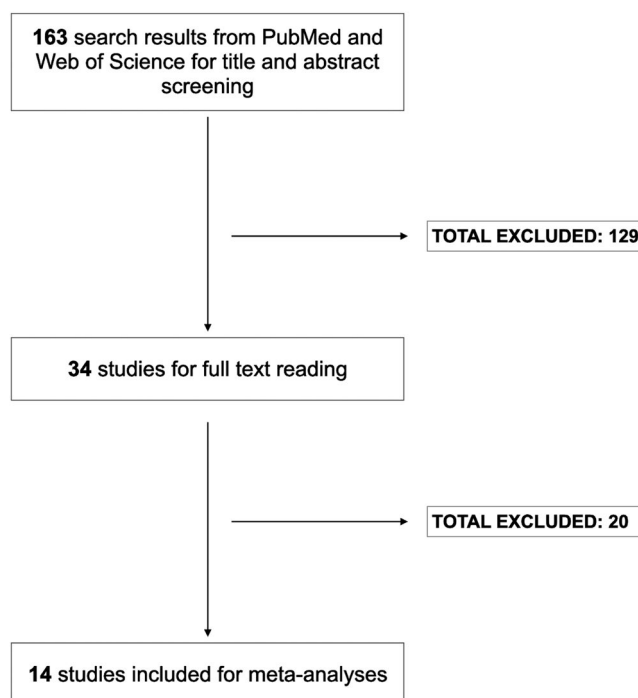 163 search results from PubMed and
Web of Science for title and abstract
screening
TOTAL EXCLUDED: 129
34 studies for full text reading
TOTAL EXCLUDED: 20
14 studies included for meta-analyses